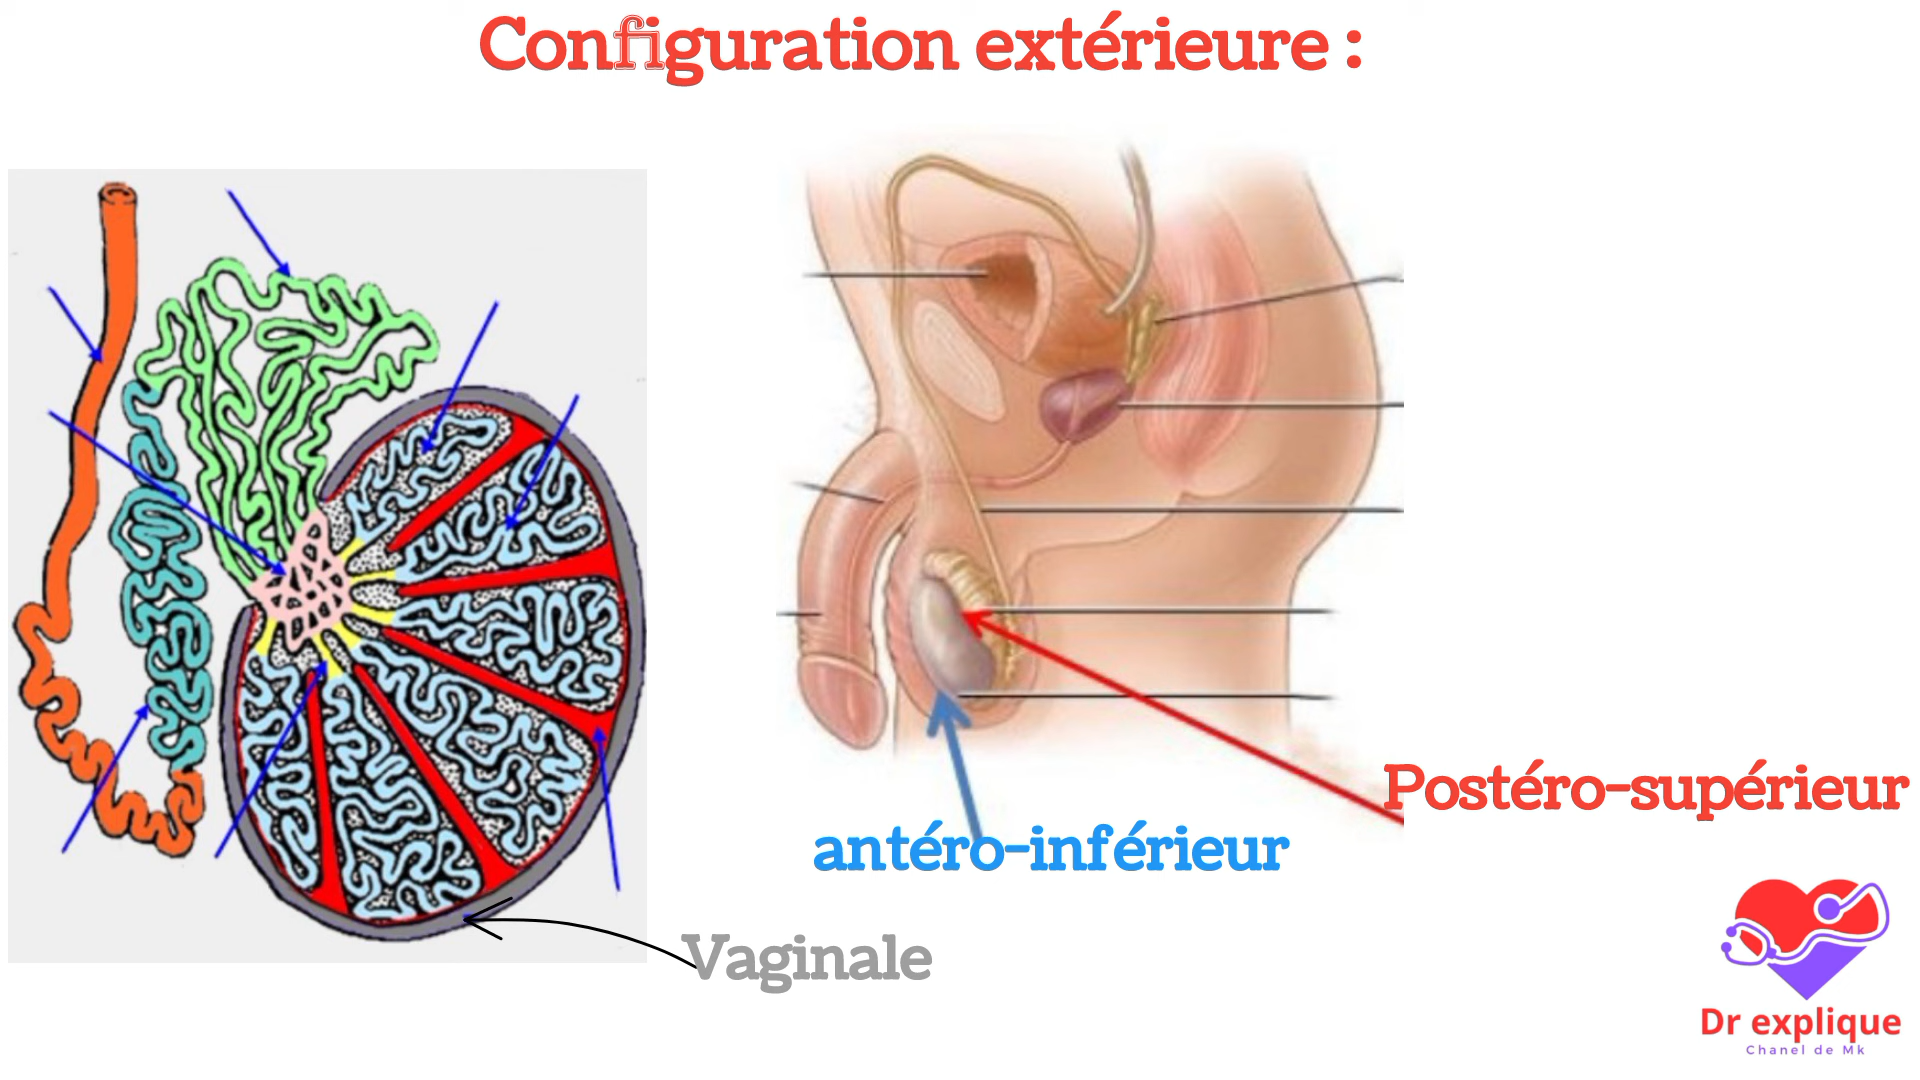 Configuration extérieure :
Postéro-supérieur
antéro-inférieur
Vaginale
Dr explique
Chanel de Mk